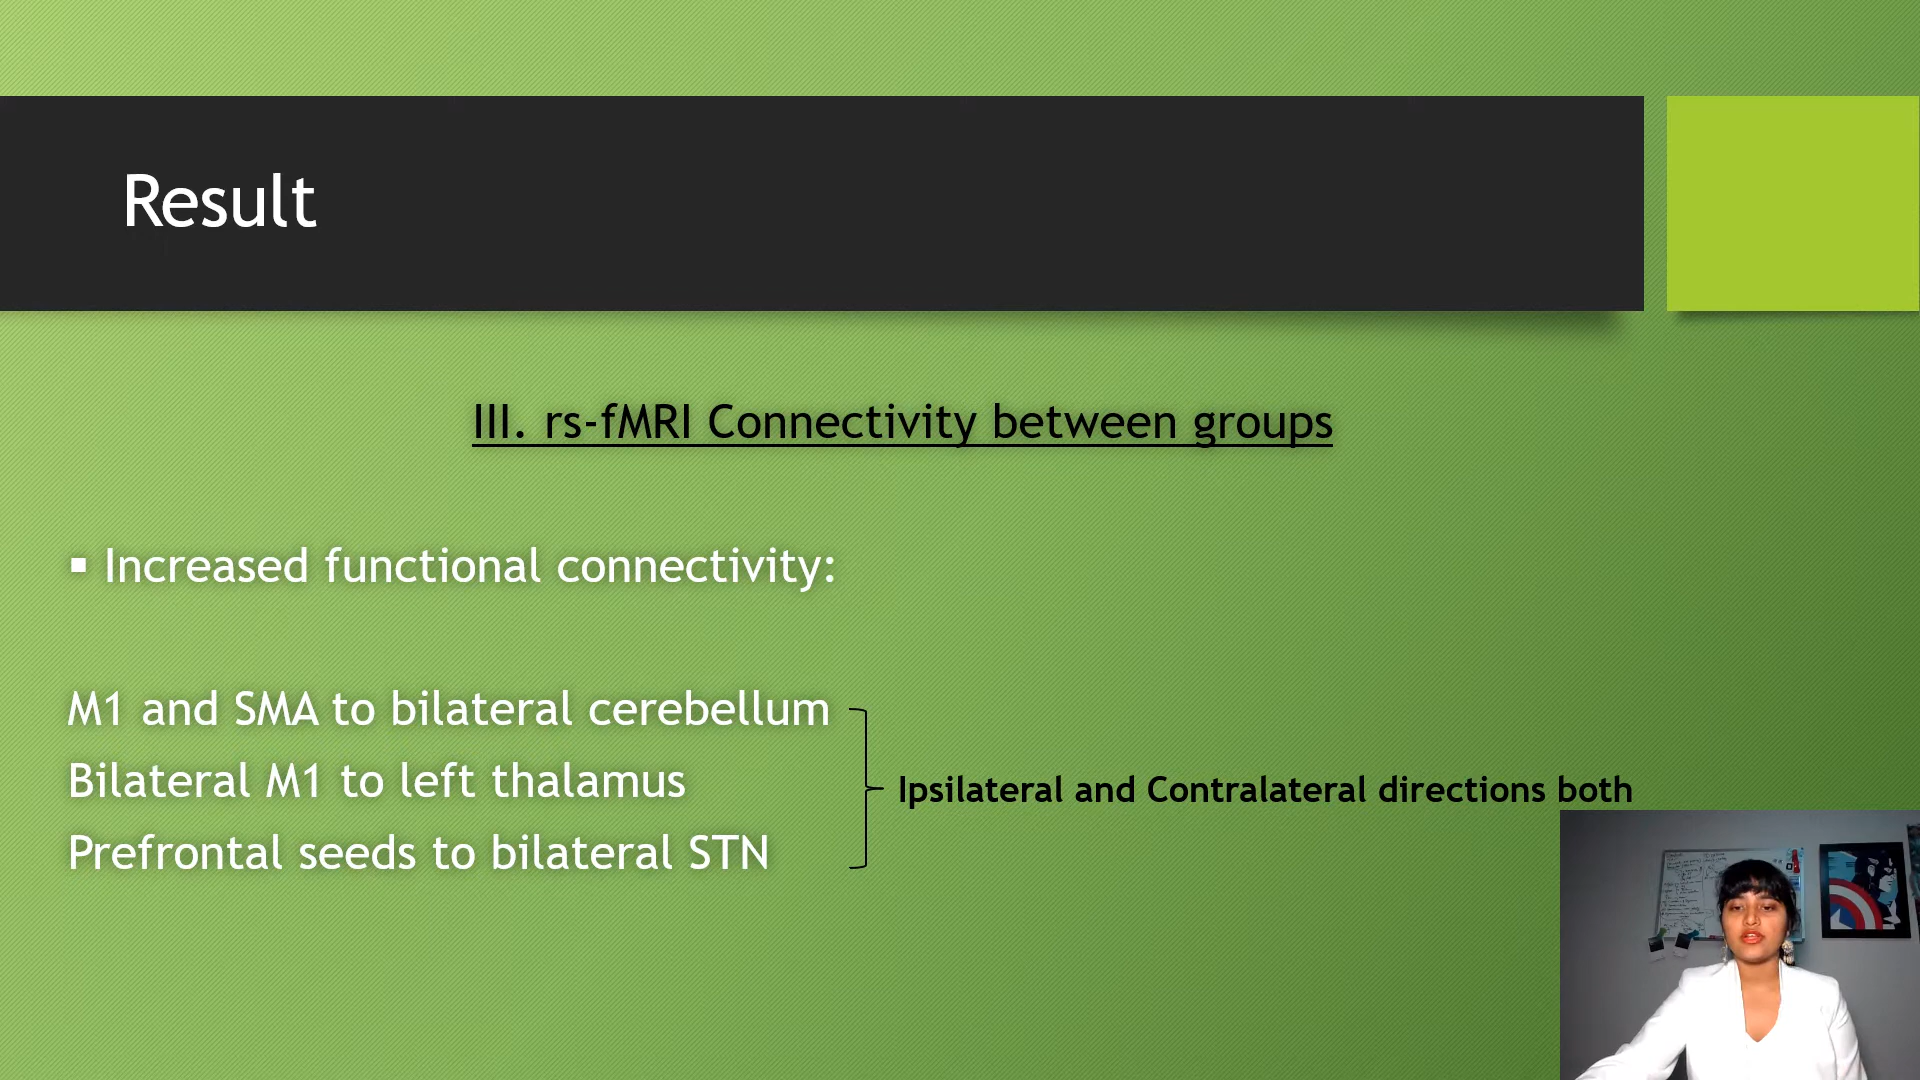 Result
III. rs-fMRI Connectivity between groups
▪ Increased functional connectivity:
M1 and SMA to bilateral cerebellum
Bilateral M1 to left thalamus
Prefrontal seeds to bilateral STN
Ipsilateral and Contralateral directions both